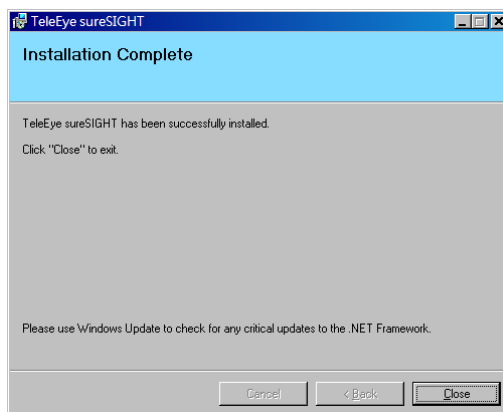 TeleEye sureSIGHT
Installation Complete
TeleEye sureSIGHT has been successfully installed.
Click "Close" to exit.
Please use Windows Update to check for any critical updates to the .NET Framework.
Cancel < Back Close